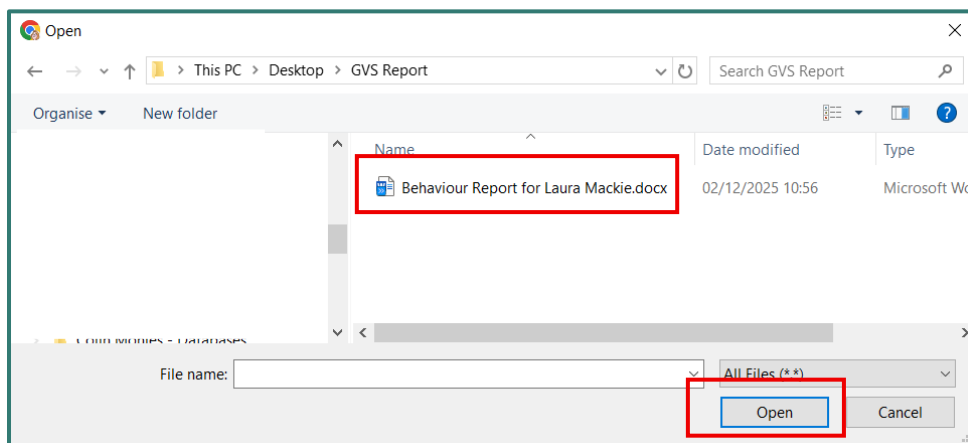 Open
This PC > Desktop > GVS Report
Search GVS Report
Organise
New folder
Name
Date modified
Type
Behaviour Report for Laura Mackie.docx
02/12/2025 10:56
Microsoft Wo
File name:
All Files (*.*)
Open
Cancel